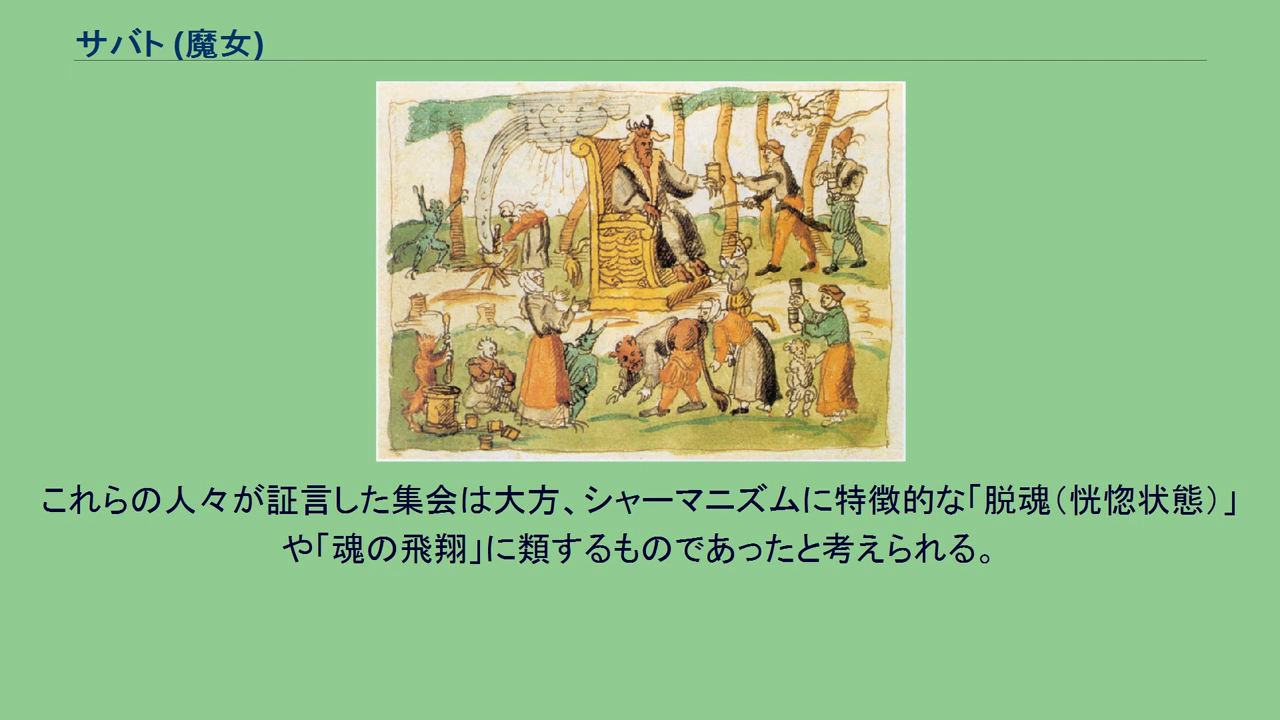 サバト (魔女)
これらの人々が証言した集会は大方、シャーマニズムに特徴的な「脱魂（恍惚状態）」
や「魂の飛翔」に類するものであったと考えられる。